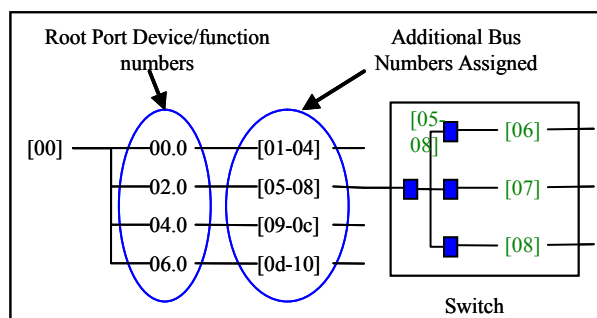 Root Port Device/function
numbers
Additional Bus
Numbers Assigned
[00]
00.0
[01-04]
02.0
[05-08]
04.0
[09-0c]
06.0
[0d-10]
[05-
08]
[06]
[07]
[08]
Switch